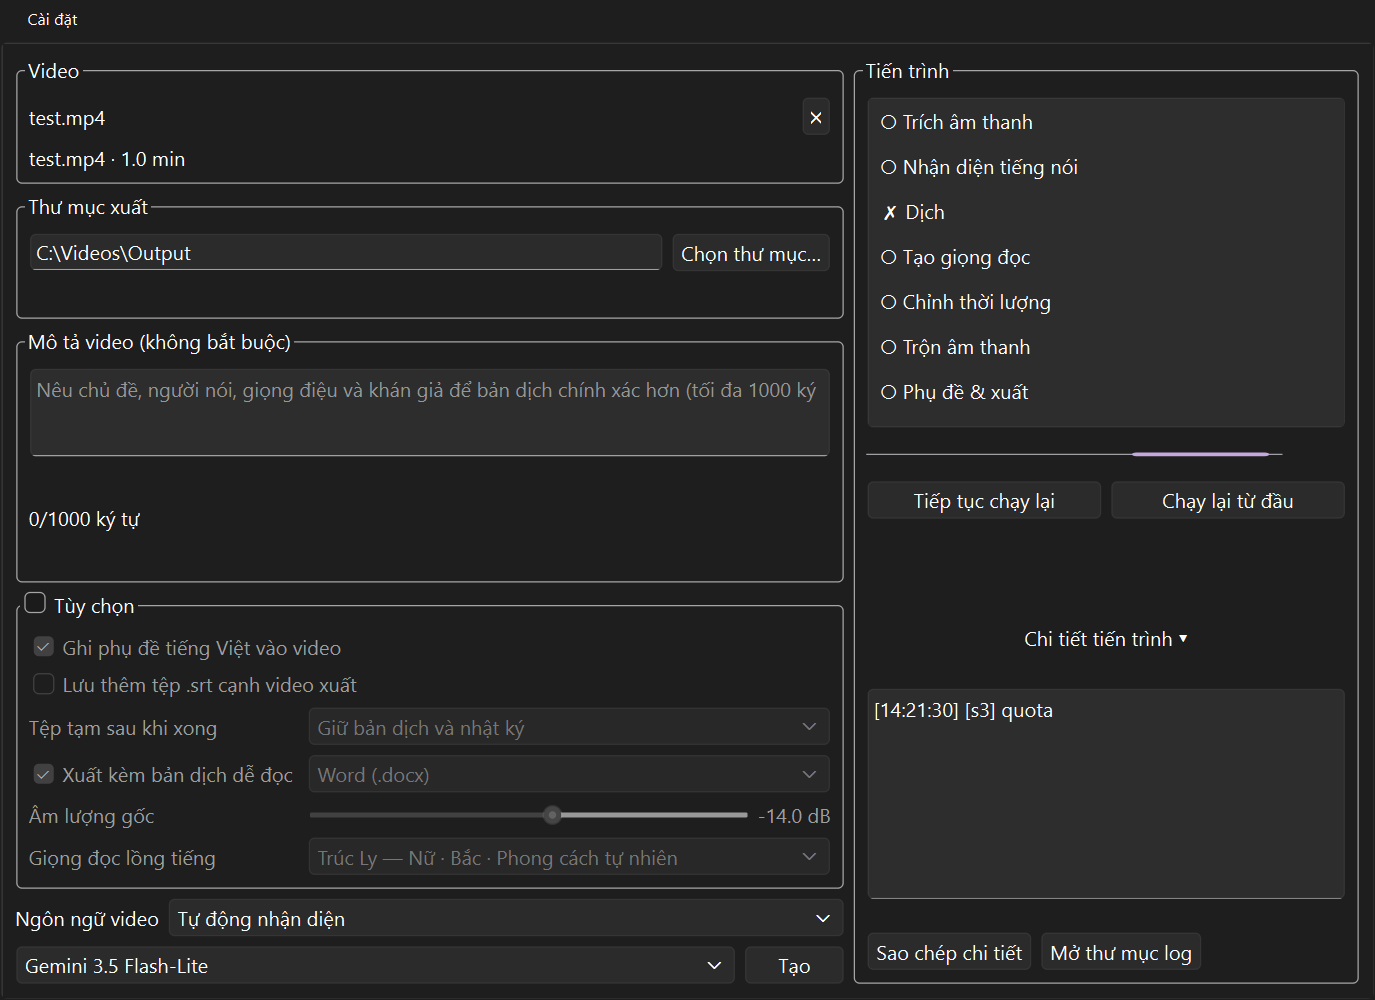 Cài đặt
Video
test.mp4
×
test.mp4 · 1.0 min
Thư mục xuất
C:\Videos\Output
Chọn thư mục...
Mô tả video (không bắt buộc)
Nêu chủ đề, người nói, giọng điệu và khán giả để bản dịch chính xác hơn (tối đa 1000 ký
0/1000 ký tự
Tùy chọn
Ghi phụ đề tiếng Việt vào video
Lưu thêm tệp .srt cạnh video xuất
Tệp tạm sau khi xong
Giữ bản dịch và nhật ký
Xuất kèm bản dịch dễ đọc
Word (.docx)
Âm lượng gốc
-14.0 dB
Giọng đọc lồng tiếng
Trúc Ly — Nữ · Bắc · Phong cách tự nhiên
Ngôn ngữ video
Tự động nhận diện
Gemini 3.5 Flash-Lite
Tạo
Tiến trình
○ Trích âm thanh
○ Nhận diện tiếng nói
✗ Dịch
○ Tạo giọng đọc
○ Chỉnh thời lượng
○ Trộn âm thanh
○ Phụ đề & xuất
Tiếp tục chạy lại
Chạy lại từ đầu
Chi tiết tiến trình ▾
[14:21:30] [s3] quota
Sao chép chi tiết
Mở thư mục log